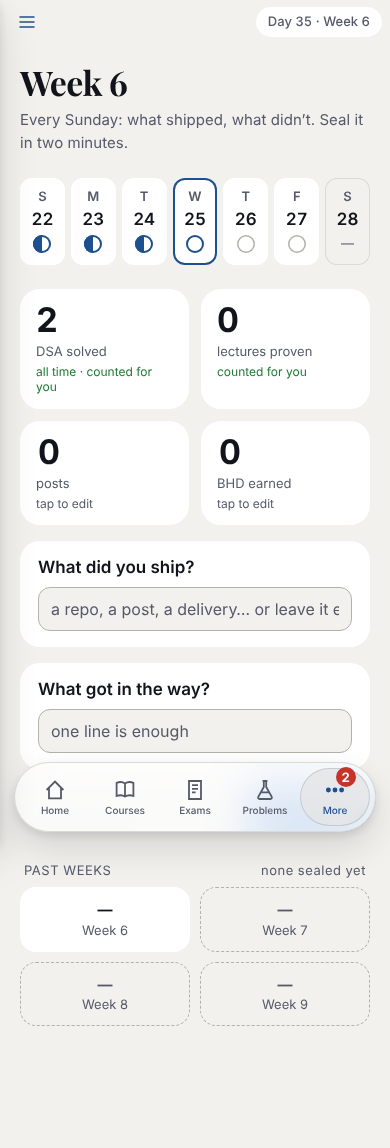 Day 35 · Week 6
Week 6
Every Sunday: what shipped, what didn't. Seal it
in two minutes.
S M T W T F S
22 23 24 25 26 27 28
2
DSA solved
all time · counted for
you
0
lectures proven
counted for you
0
posts
tap to edit
0
BHD earned
tap to edit
What did you ship?
a repo, a post, a delivery... or leave it e
What got in the way?
one line is enough
2
Home Courses Exams Problems More
PAST WEEKS none sealed yet
—
Week 6
—
Week 7
—
Week 8
—
Week 9